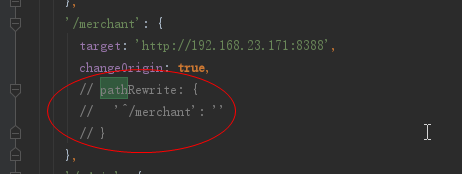 },
'/merchant': {
target: 'http://192.168.23.171:8388',
changeOrigin: true,
// pathRewrite: {
//   '^/merchant': ''
// }
},